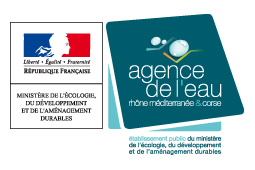 Liberté • Égalité • Fraternité
RÉPUBLIQUE FRANÇAISE
MINISTÈRE DE L'ÉCOLOGIE,
DU DÉVELOPPEMENT
ET DE L'AMÉNAGEMENT
DURABLES
agence
de l'eau
rhône méditerranée & corse
établissement public du ministère
de l'écologie, du développement
et de l'aménagement durables